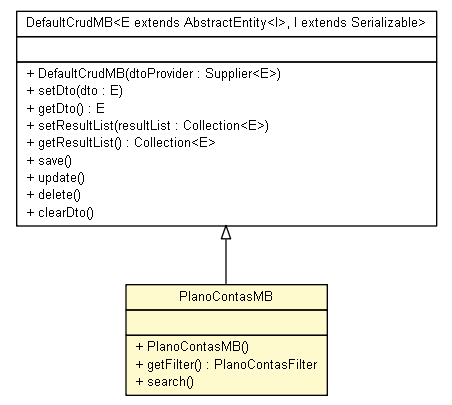 DefaultCrudMB<E extends AbstractEntity<I>, I extends Serializable>
+ DefaultCrudMB(dtoProvider : Supplier<E>)
+ setDto(dto : E)
+ getDto() : E
+ setResultList(resultList : Collection<E>)
+ getResultList() : Collection<E>
+ save()
+ update()
+ delete()
+ clearDto()
PlanoContasMB
+ PlanoContasMB()
+ getFilter() : PlanoContasFilter
+ search()